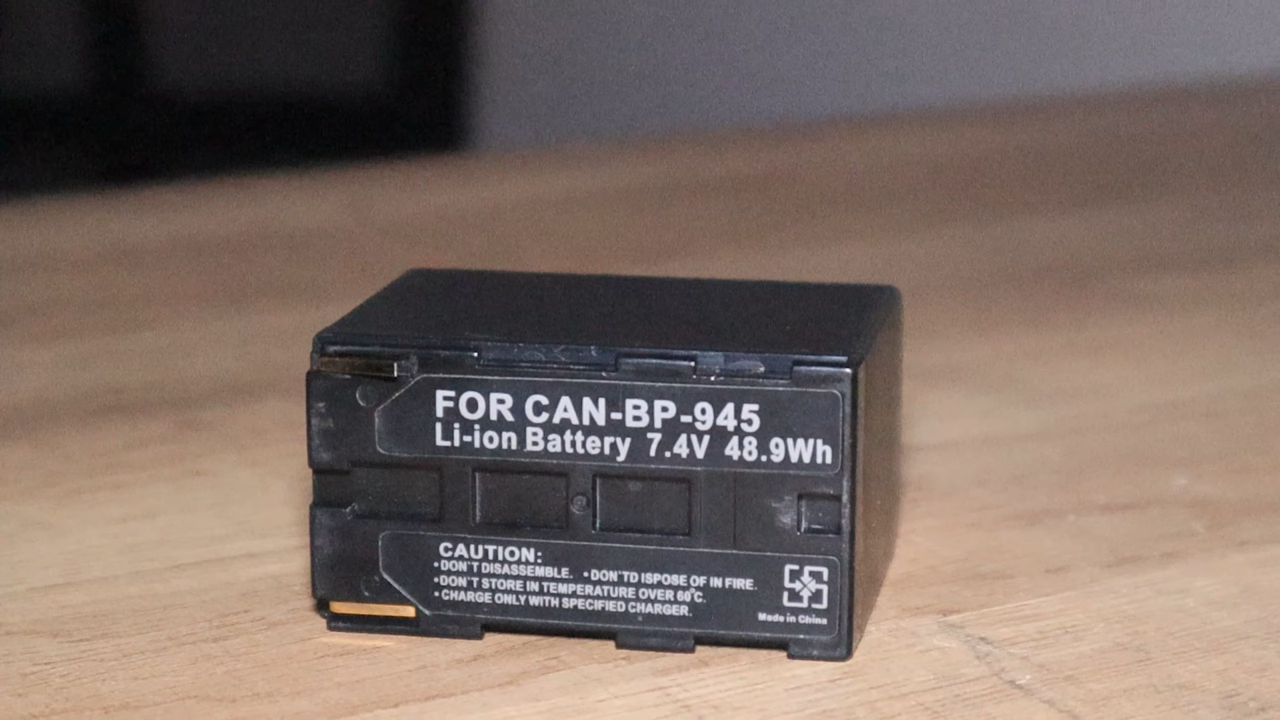 FOR CAN-BP-945
Li-ion Battery 7.4V 48.9Wh
CAUTION:
•DON'T DISASSEMBLE. •DON'TD ISPOSE OF IN FIRE.
•DON'T STORE IN TEMPERATURE OVER 60°C.
•CHARGE ONLY WITH SPECIFIED CHARGER.
Made in China